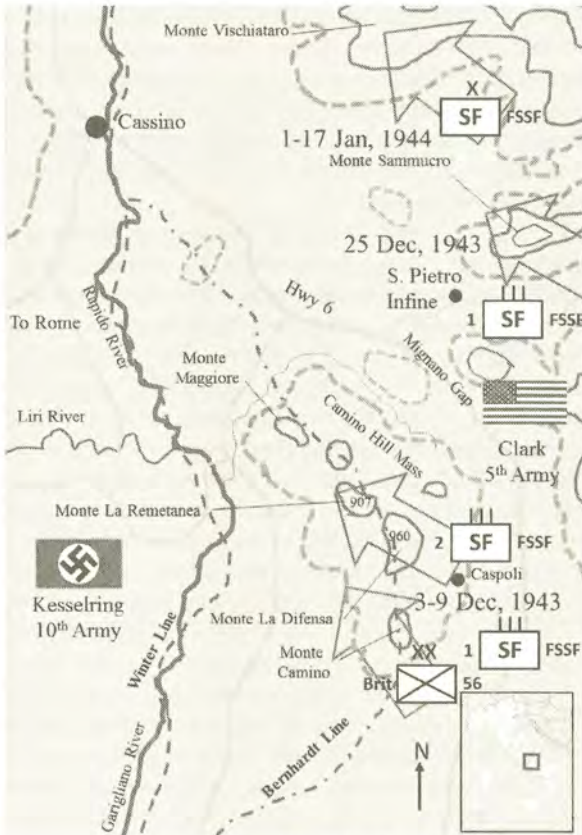 Monte Vischiataro
X
SF FSSF
Cassino
1-17 Jan, 1944
Monte Sammucro
25 Dec, 1943
S. Pietro
Infine
Hwy 6
1 SF FSSF
To Rome
Rapido River
Monte
Maggiore
Mignano Gap
Liri River
Camino Hill Mass
Clark
5th Army
907
Monte La Remetanea
960
2 SF FSSF
Caspoli
Kesselring
10th Army
3-9 Dec, 1943
Monte La Difensa
Winter Line
Monte
Camino
1 SF FSSF
XX
Brit 56
Bernhardt Line
N
Garigliano River